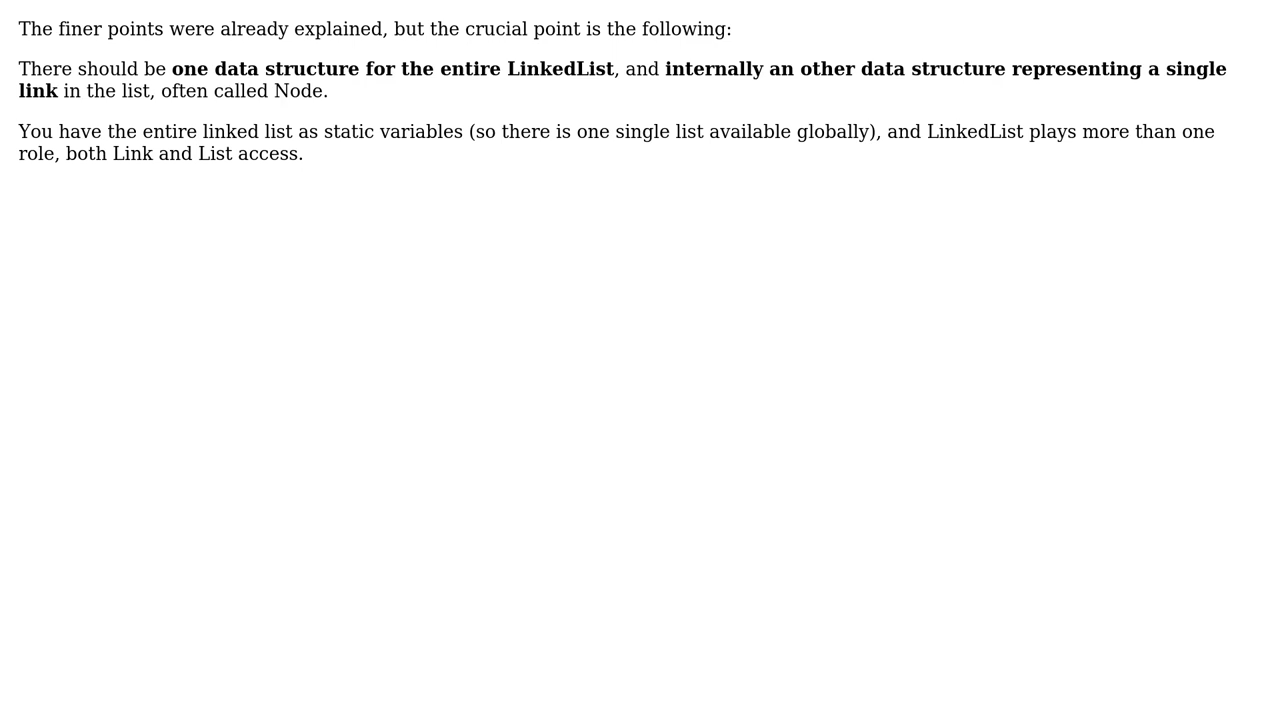 The finer points were already explained, but the crucial point is the following:
There should be one data structure for the entire LinkedList, and internally an other data structure representing a single
link in the list, often called Node.
You have the entire linked list as static variables (so there is one single list available globally), and LinkedList plays more than one
role, both Link and List access.